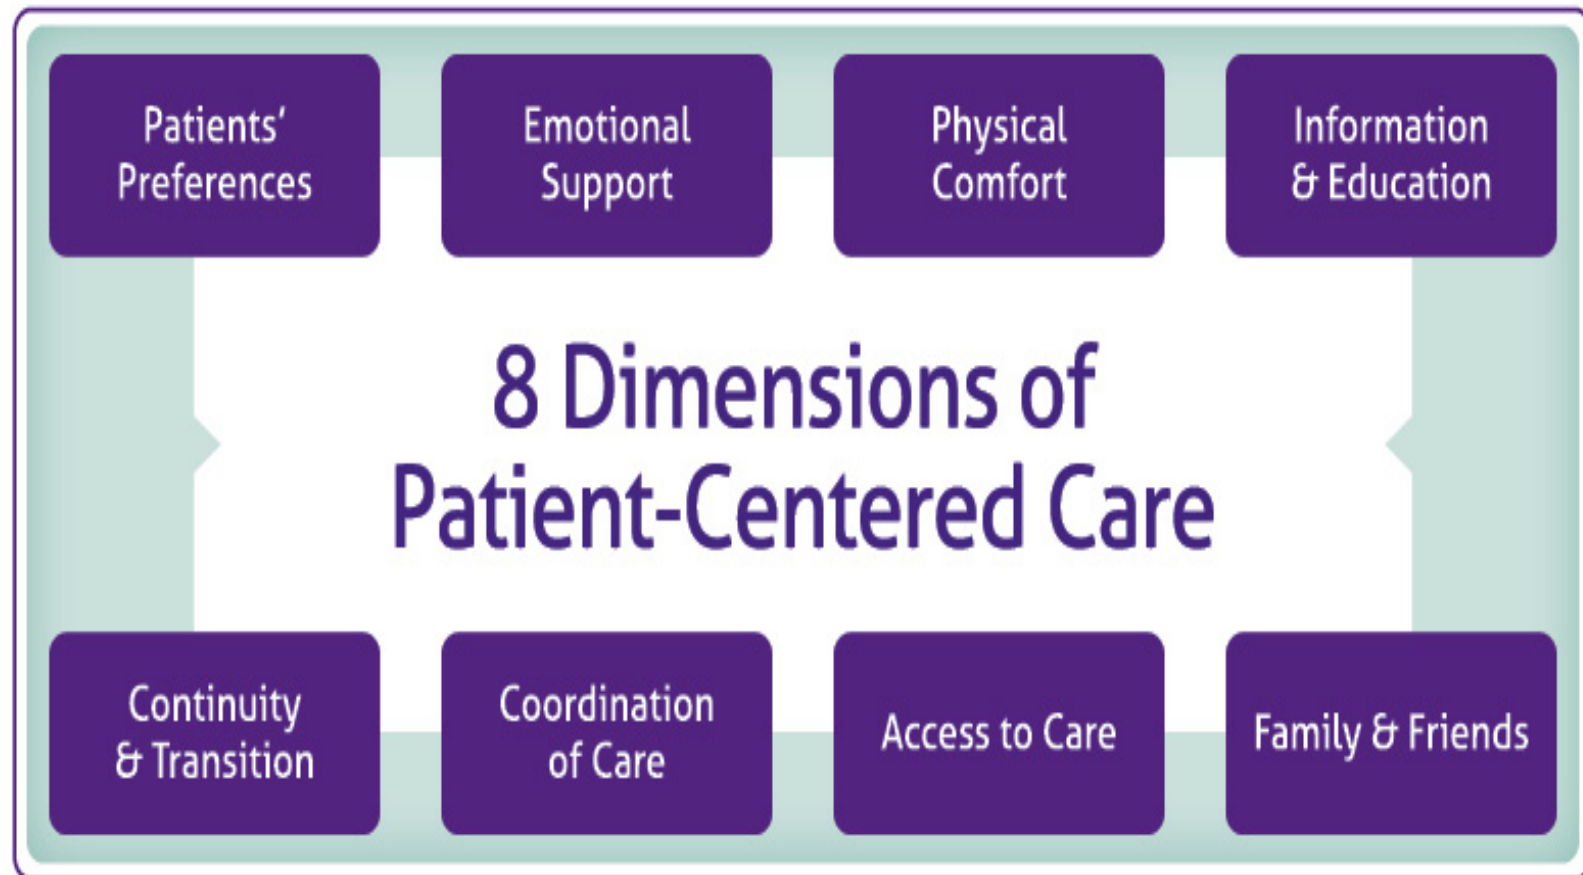 Patients’
Preferences
Emotional
Support
Physical
Comfort
Information
& Education
8 Dimensions of
Patient-Centered Care
Continuity
& Transition
Coordination
of Care
Access to Care
Family & Friends